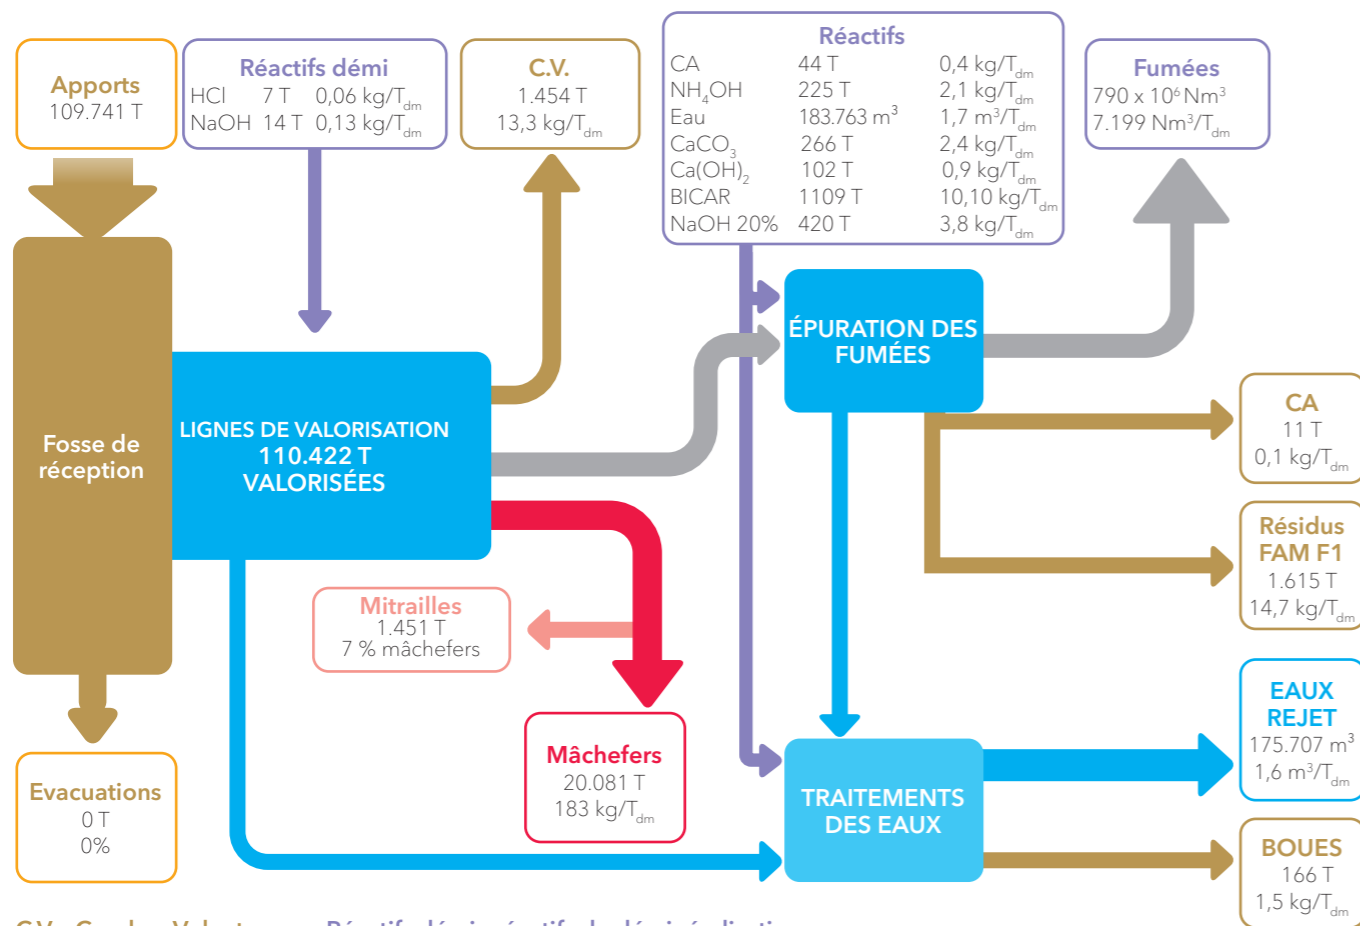 Apports
109.741 T
Réactifs démi
HCl 7 T 0,06 kg/Tdm
NaOH 14 T 0,13 kg/Tdm
C.V.
1.454 T
13,3 kg/Tdm
Réactifs
CA 44 T 0,4 kg/Tdm
NH4OH 225 T 2,1 kg/Tdm
Eau 183.763 m³ 1,7 m³/Tdm
CaCO3 266 T 2,4 kg/Tdm
Ca(OH)2 102 T 0,9 kg/Tdm
BICAR 1109 T 10,10 kg/Tdm
NaOH 20% 420 T 3,8 kg/Tdm
Fumées
790 x 10⁶ Nm³
7.199 Nm³/Tdm
Fosse de
réception
LIGNES DE VALORISATION
110.422 T
VALORISÉES
ÉPURATION DES
FUMÉES
CA
11 T
0,1 kg/Tdm
Résidus
FAM F1
1.615 T
14,7 kg/Tdm
Mitrailles
1.451 T
7 % mâchefers
Mâchefers
20.081 T
183 kg/Tdm
Evacuations
0 T
0%
TRAITEMENTS
DES EAUX
EAUX
REJET
175.707 m³
1,6 m³/Tdm
BOUES
166 T
1,5 kg/Tdm